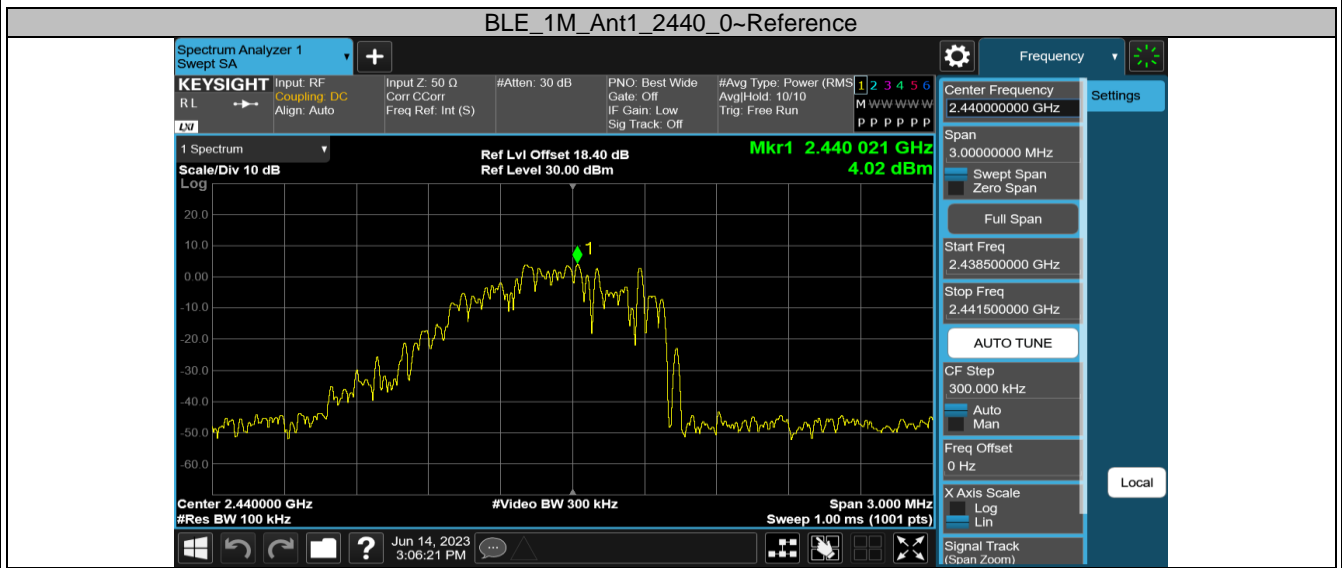 BLE_1M_Ant1_2440_0~Reference
Spectrum Analyzer 1
Swept SA
Frequency
KEYSIGHT
R L
LXI
Input: RF
Coupling: DC
Align: Auto
Input Z: 50 Ω
Corr CCorr
Freq Ref: Int (S)
#Atten: 30 dB
PNO: Best Wide
Gate: Off
IF Gain: Low
Sig Track: Off
#Avg Type: Power (RMS
Avg|Hold: 10/10
Trig: Free Run
1 2 3 4 5 6
M W W W W W
P P P P P P
1 Spectrum
Scale/Div 10 dB
Log
Ref Lvl Offset 18.40 dB
Ref Level 30.00 dBm
Mkr1 2.440 021 GHz
4.02 dBm
20.0
10.0
0.00
-10.0
-20.0
-30.0
-40.0
-50.0
-60.0
1
Center 2.440000 GHz
#Res BW 100 kHz
#Video BW 300 kHz
Span 3.000 MHz
Sweep 1.00 ms (1001 pts)
Center Frequency
2.440000000 GHz
Settings
Span
3.00000000 MHz
Swept Span
Zero Span
Full Span
Start Freq
2.438500000 GHz
Stop Freq
2.441500000 GHz
AUTO TUNE
CF Step
300.000 kHz
Auto
Man
Freq Offset
0 Hz
X Axis Scale
Log
Lin
Local
Signal Track
(Span Zoom)
?
Jun 14, 2023
3:06:21 PM